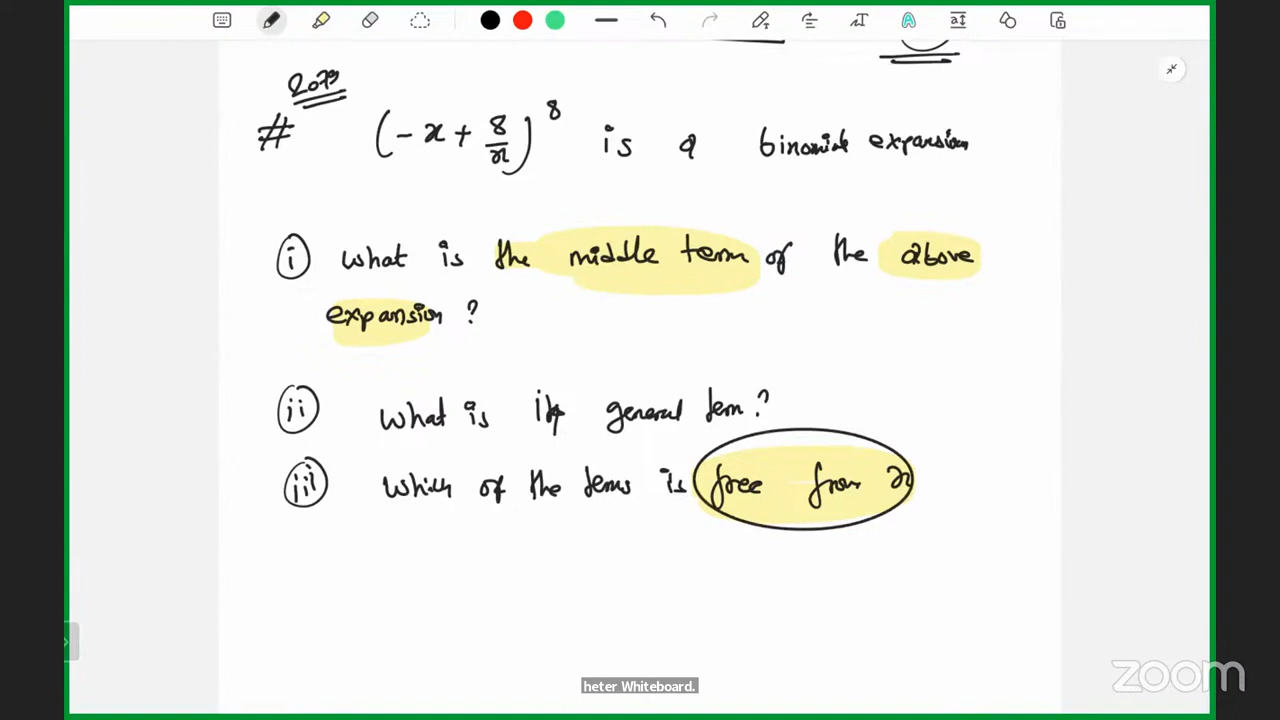 2079
# (-x + 8/x)^8 is a binomial expansion
i what is the middle term of the above
expansion ?
ii what is its general term ?
iii which of the terms is free from x
heter Whiteboard.
zoom